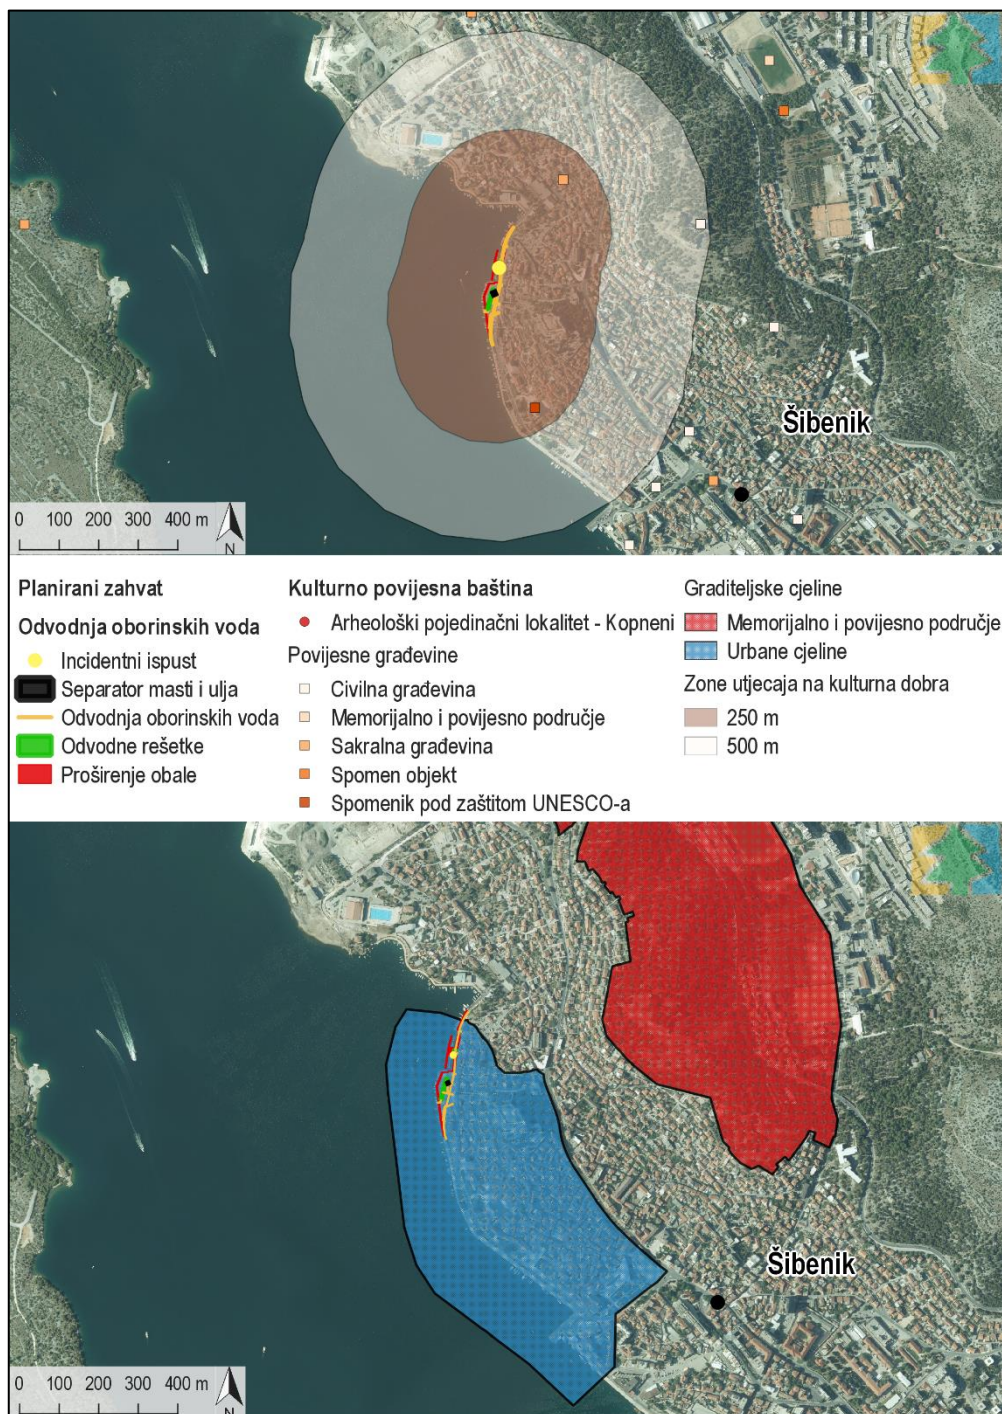 Šibenik
0 100 200 300 400 m
N
Planirani zahvat
Odvodnja oborinskih voda
Incidentni ispust
Separator masti i ulja
Odvodnja oborinskih voda
Odvodne rešetke
Proširenje obale
Kulturno povijesna baština
Arheološki pojedinačni lokalitet - Kopneni
Povijesne građevine
Civilna građevina
Memorijalno i povijesno područje
Sakralna građevina
Spomen objekt
Spomenik pod zaštitom UNESCO-a
Graditeljske cjeline
Memorijalno i povijesno područje
Urbane cjeline
Zone utjecaja na kulturna dobra
250 m
500 m
Šibenik
0 100 200 300 400 m
N